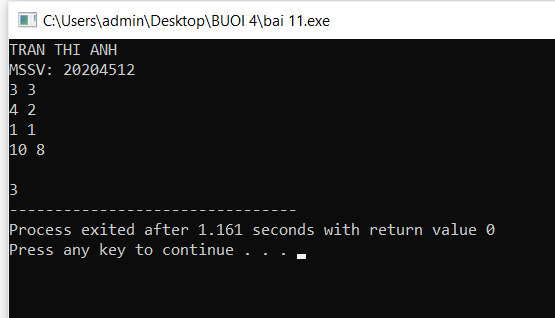 C:\Users\admin\Desktop\BUOI 4\bai 11.exe
TRAN THI ANH
MSSV: 20204512
3 3
4 2
1 1
10 8
3
--------------------------------
Process exited after 1.161 seconds with return value 0
Press any key to continue . . .